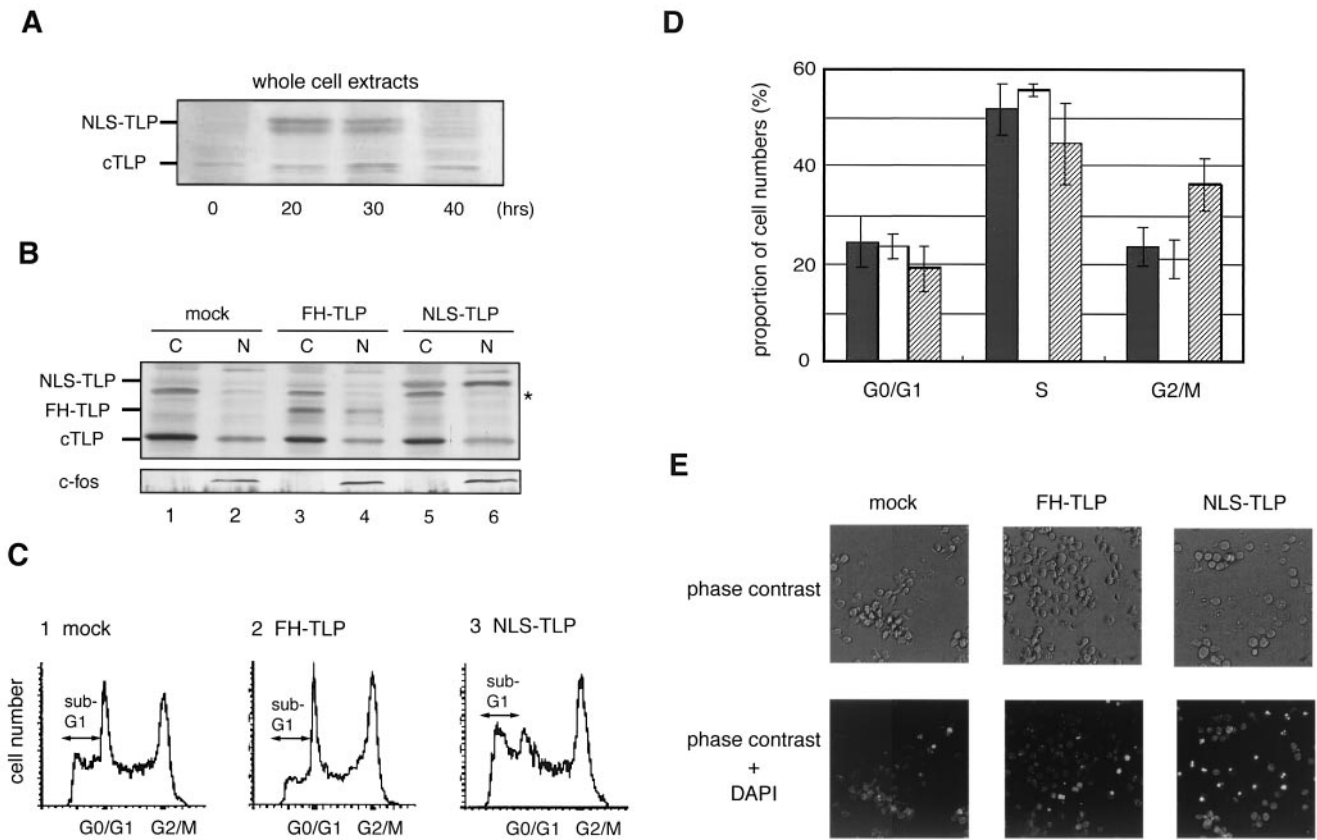 A
whole cell extracts
NLS-TLP
cTLP
0 20 30 40 (hrs)
B
mock FH-TLP NLS-TLP
C N C N C N
NLS-TLP
*
FH-TLP
cTLP
c-fos
1 2 3 4 5 6
C
1 mock 2 FH-TLP 3 NLS-TLP
cell number
sub-
G1
sub-
G1
sub-
G1
G0/G1 G2/M G0/G1 G2/M G0/G1 G2/M
D
proportion of cell numbers (%)
60
40
20
0
G0/G1 S G2/M
E
mock FH-TLP NLS-TLP
phase contrast
phase contrast
+
DAPI